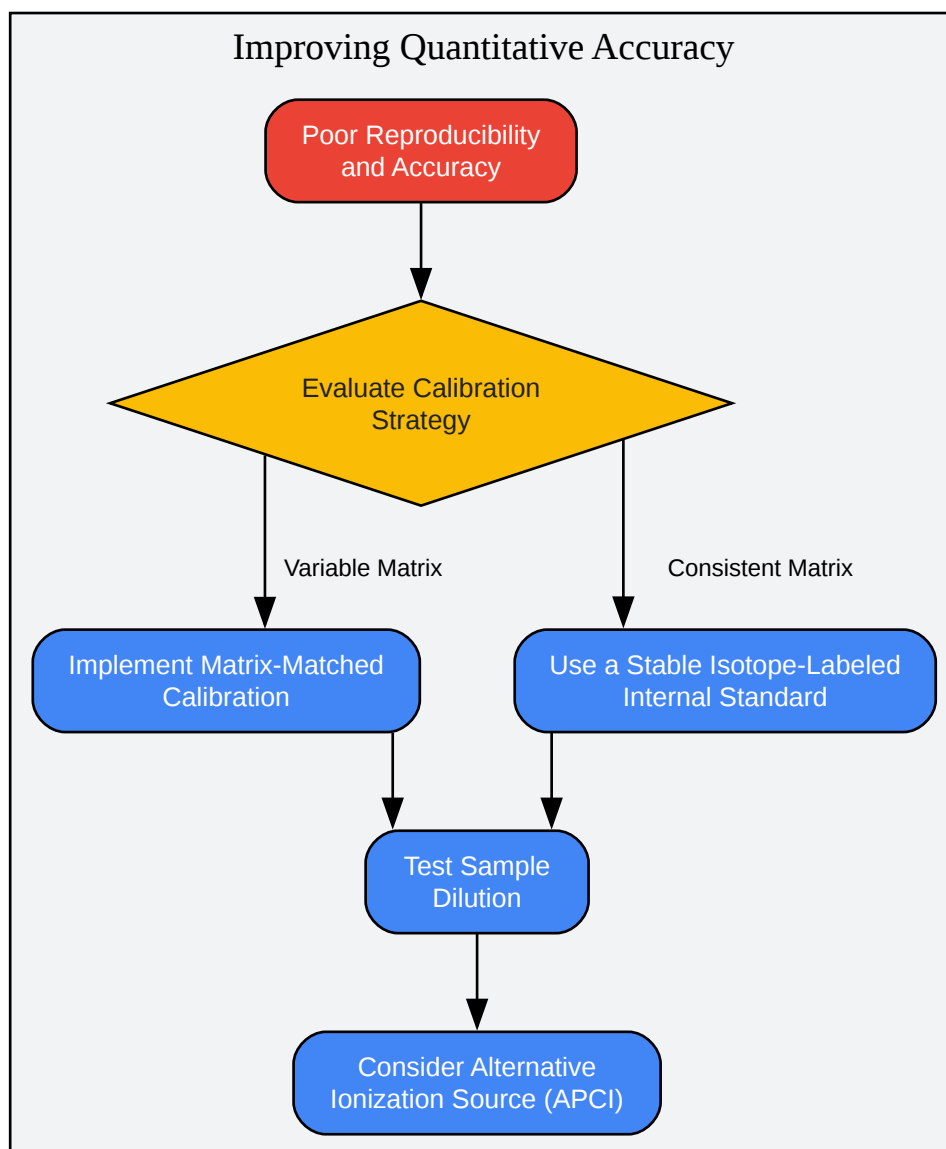 Improving Quantitative Accuracy
Poor Reproducibility
and Accuracy
Evaluate Calibration
Strategy
Variable Matrix
Consistent Matrix
Implement Matrix-Matched
Calibration
Use a Stable Isotope-Labeled
Internal Standard
Test Sample
Dilution
Consider Alternative
Ionization Source (APCI)